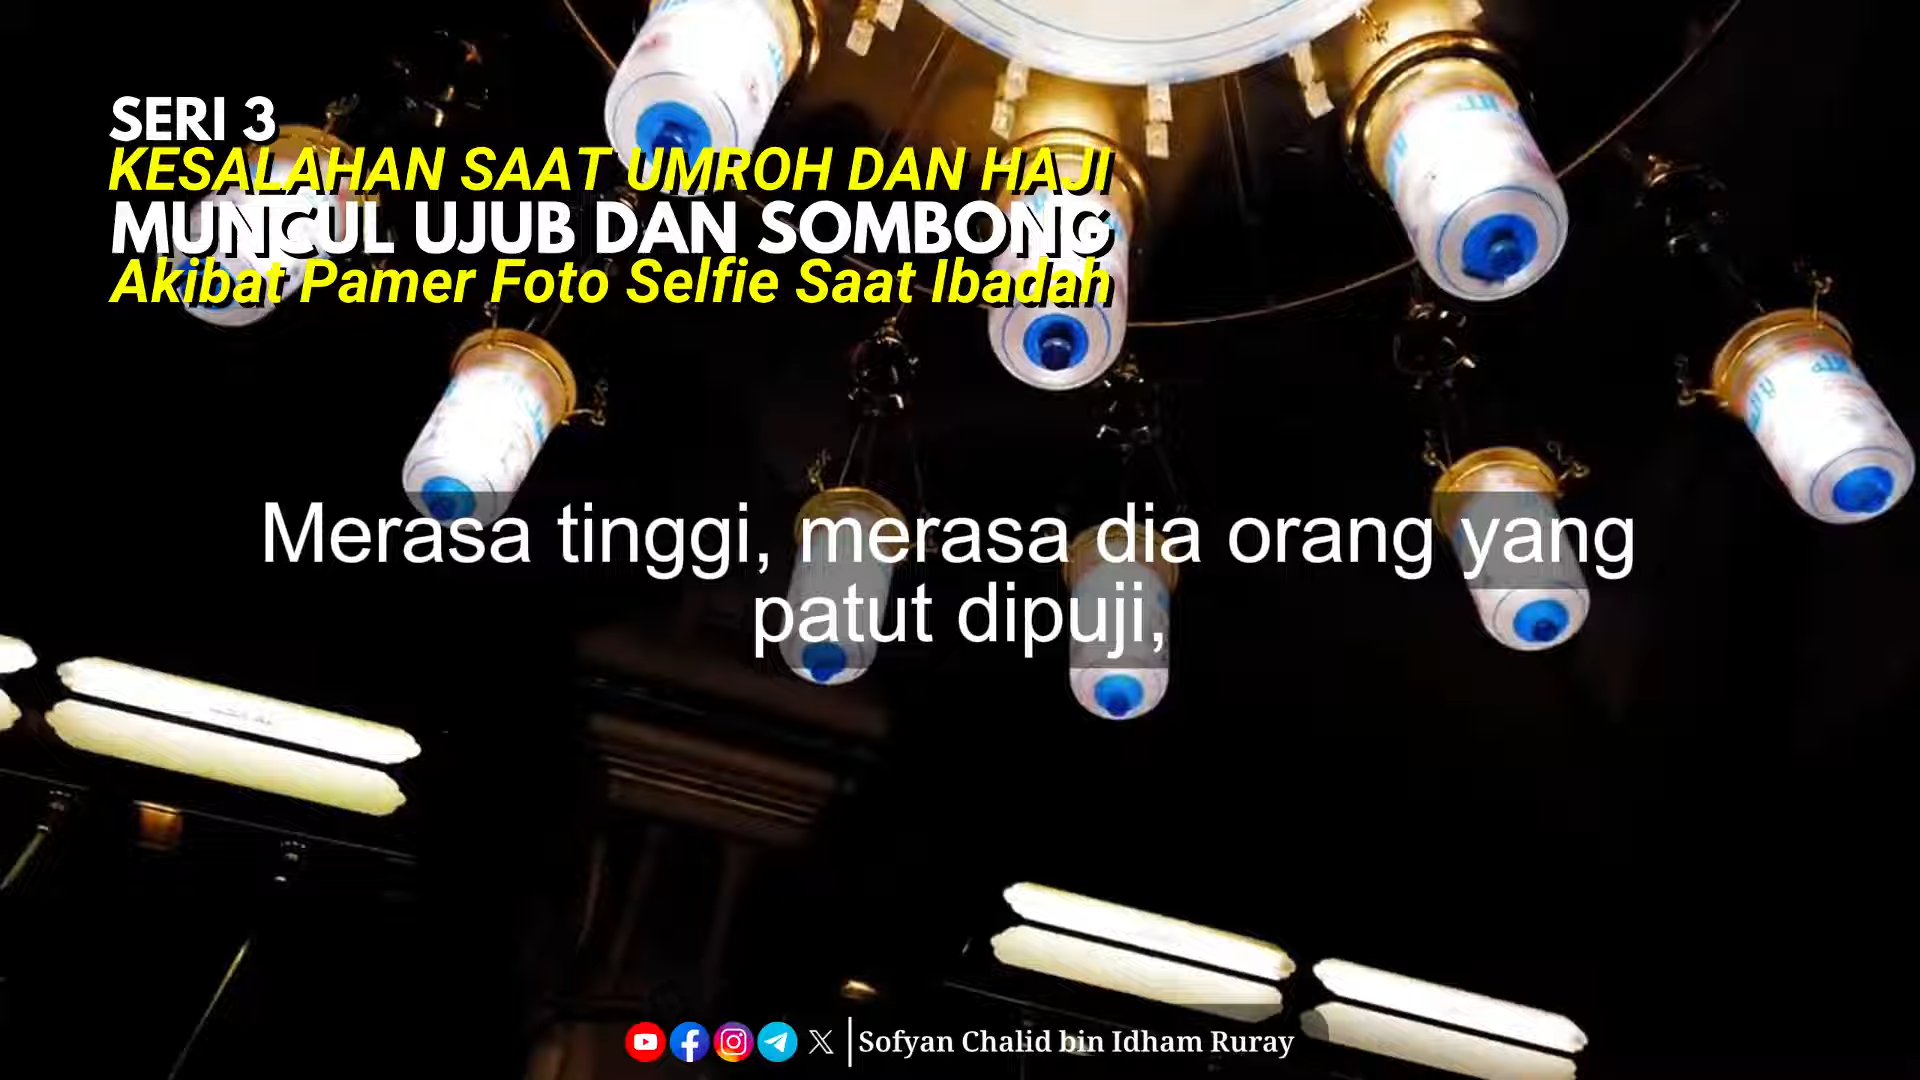 SERI 3
KESALAHAN SAAT UMROH DAN HAJI
MUNCUL UJUB DAN SOMBONG
Akibat Pamer Foto Selfie Saat Ibadah
Merasa tinggi, merasa dia orang yang
patut dipuji,
Sofyan Chalid bin Idham Ruray